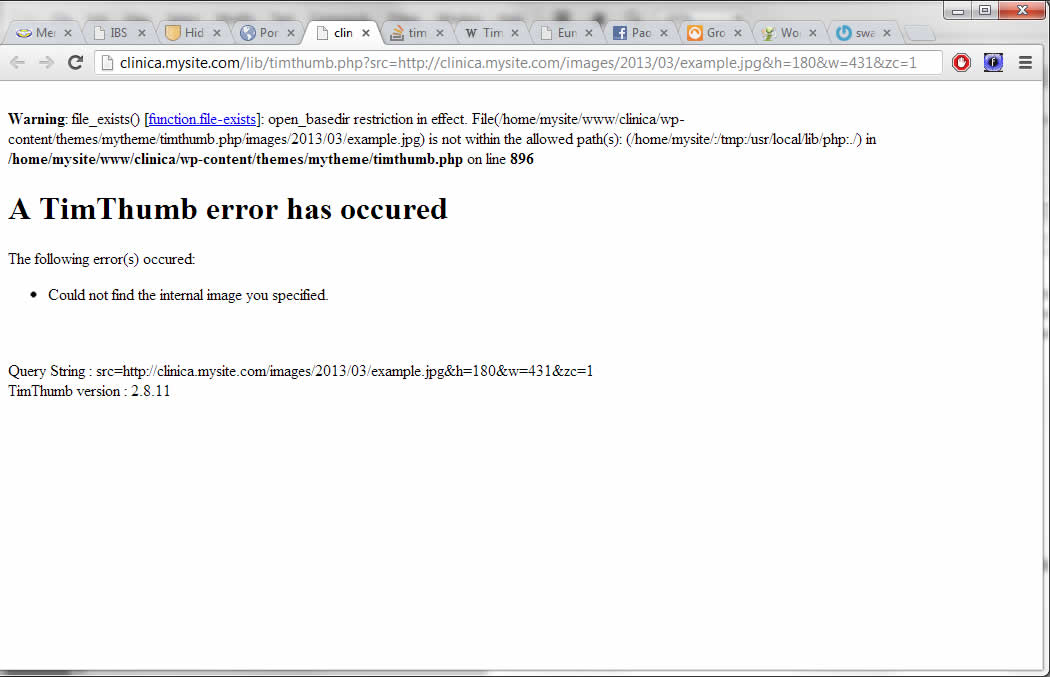 Me
IBS
Hid
Por
clin
tim
Tim
Eur
Pac
Gro
Wo
swa
clinica.mysite.com/lib/timthumb.php?src=http://clinica.mysite.com/images/2013/03/example.jpg&h=180&w=431&zc=1
Warning: file_exists() [function.file-exists]: open_basedir restriction in effect. File(/home/mysite/www/clinica/wp-
content/themes/mytheme/timthumb.php/images/2013/03/example.jpg) is not within the allowed path(s): (/home/mysite/:/tmp:/usr/local/lib/php:./) in
/home/mysite/www/clinica/wp-content/themes/mytheme/timthumb.php on line 896
A TimThumb error has occured
The following error(s) occured:
• Could not find the internal image you specified.
Query String : src=http://clinica.mysite.com/images/2013/03/example.jpg&h=180&w=431&zc=1
TimThumb version : 2.8.11